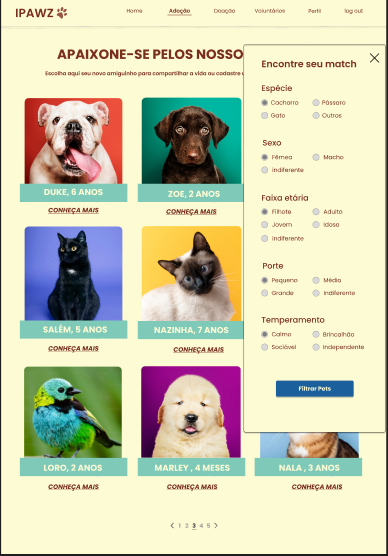 IPAWZ
Home Adoção Doação Voluntários Perfil log out
APAIXONE-SE PELOS NOSSO
Escolha aqui seu novo amiguinho para compartilhar a vida ou cadastre
Encontre seu match
Espécie
Cachorro Pássaro
Gato Outros
Sexo
Fêmea Macho
Indiferente
Faixa etária
Filhote Adulto
Jovem Idoso
Indiferente
Porte
Pequeno Médio
Grande Indiferente
Temperamento
Calmo Brincalhão
Sociável Independente
Filtrar Pets
DUKE, 6 ANOS
CONHEÇA MAIS
ZOE, 2 ANOS
CONHEÇA MAIS
SALÉM, 5 ANOS
CONHEÇA MAIS
NAZINHA, 7 ANOS
CONHEÇA MAIS
LORO, 2 ANOS
CONHEÇA MAIS
MARLEY , 4 MESES
CONHEÇA MAIS
NALA , 3 ANOS
CONHEÇA MAIS
< 1 2 3 4 5 >